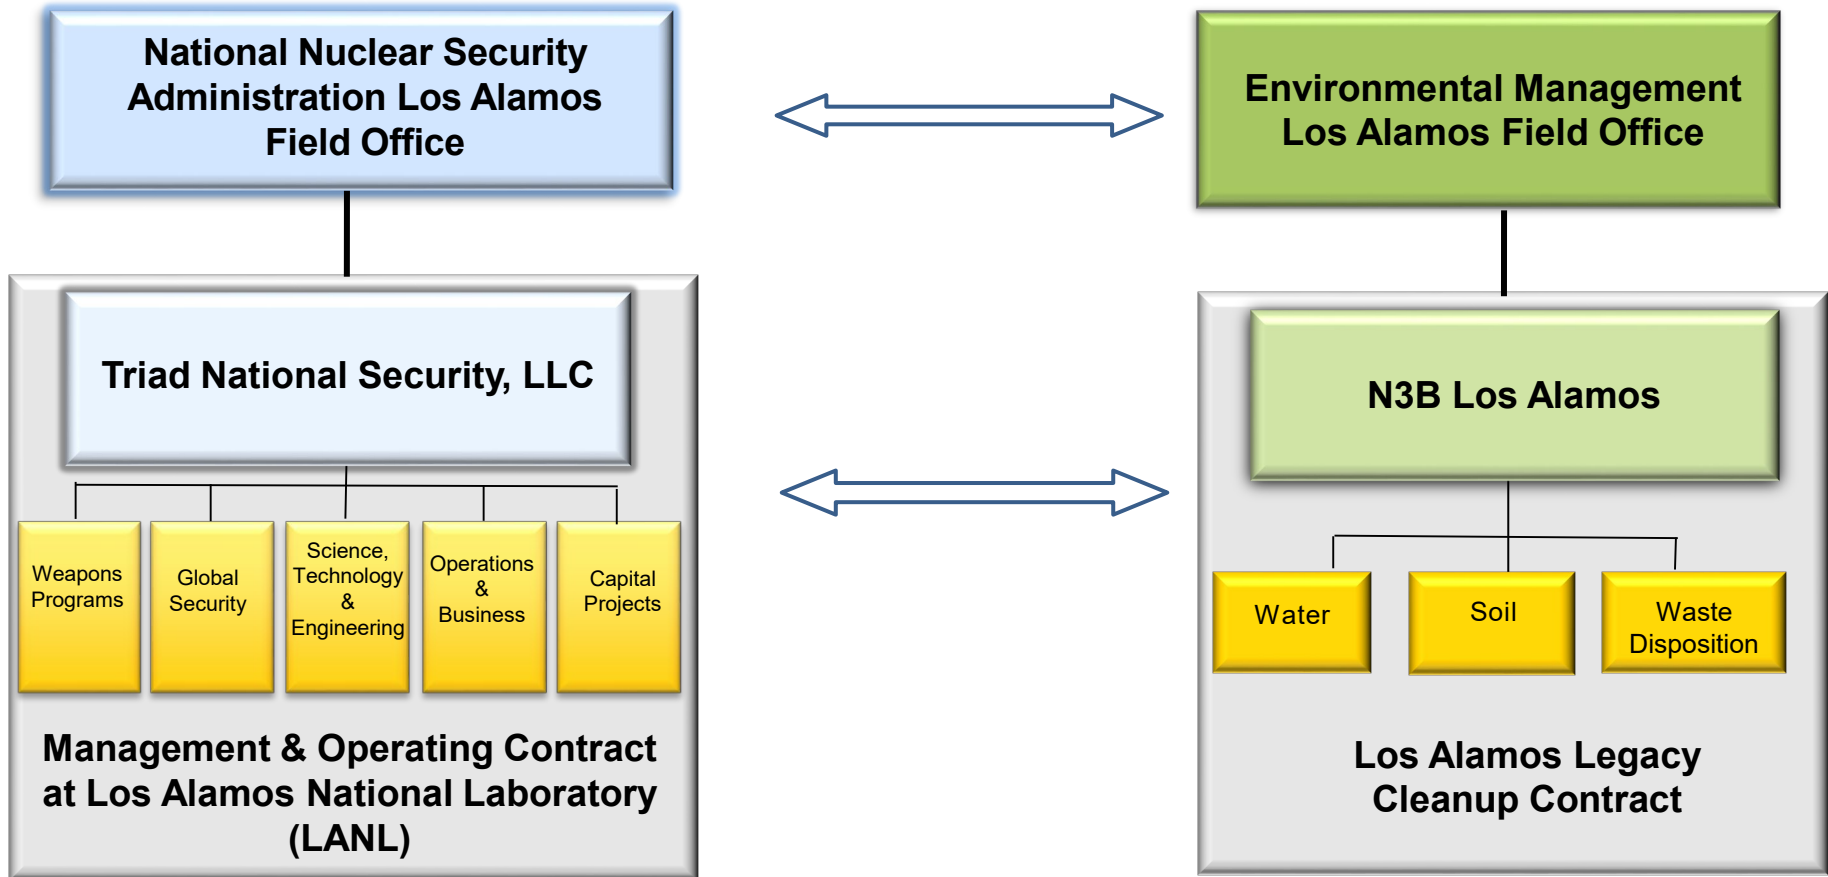 National Nuclear Security
Administration Los Alamos
Field Office
Environmental Management
Los Alamos Field Office
Triad National Security, LLC
N3B Los Alamos
Weapons
Programs
Global
Security
Science,
Technology
&
Engineering
Operations
&
Business
Capital
Projects
Water
Soil
Waste
Disposition
Management & Operating Contract
at Los Alamos National Laboratory
(LANL)
Los Alamos Legacy
Cleanup Contract